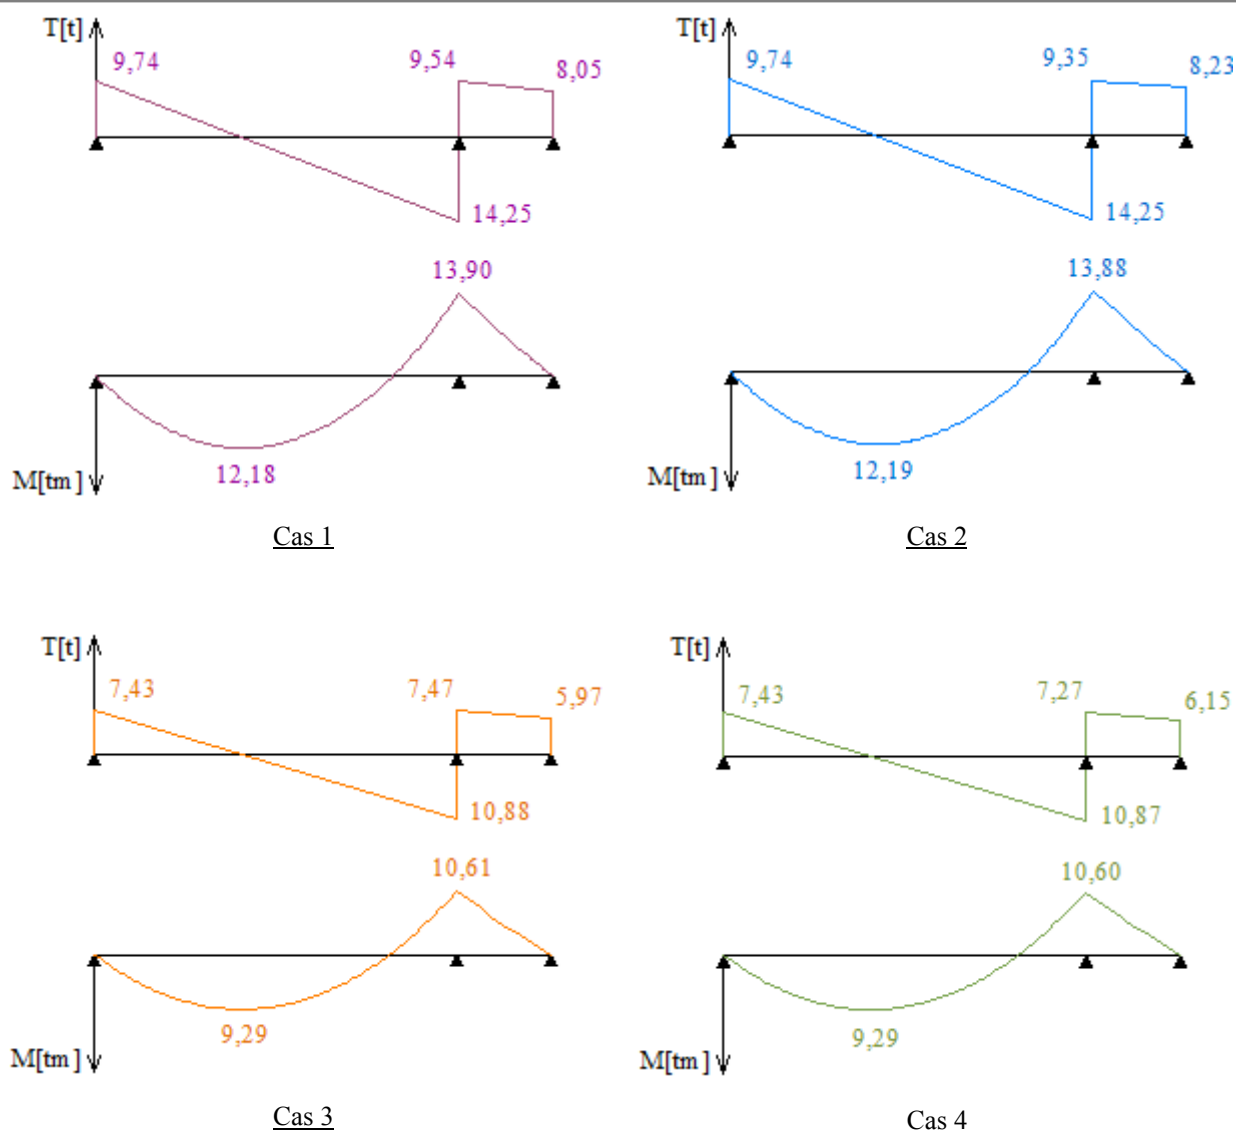 T[t]
9,74
9,54
8,05
14,25
13,90
12,18
M[tm]
Cas 1
T[t]
9,74
9,35
8,23
14,25
13,88
12,19
M[tm]
Cas 2
T[t]
7,43
7,47
5,97
10,88
10,61
9,29
M[tm]
Cas 3
T[t]
7,43
7,27
6,15
10,87
10,60
9,29
M[tm]
Cas 4